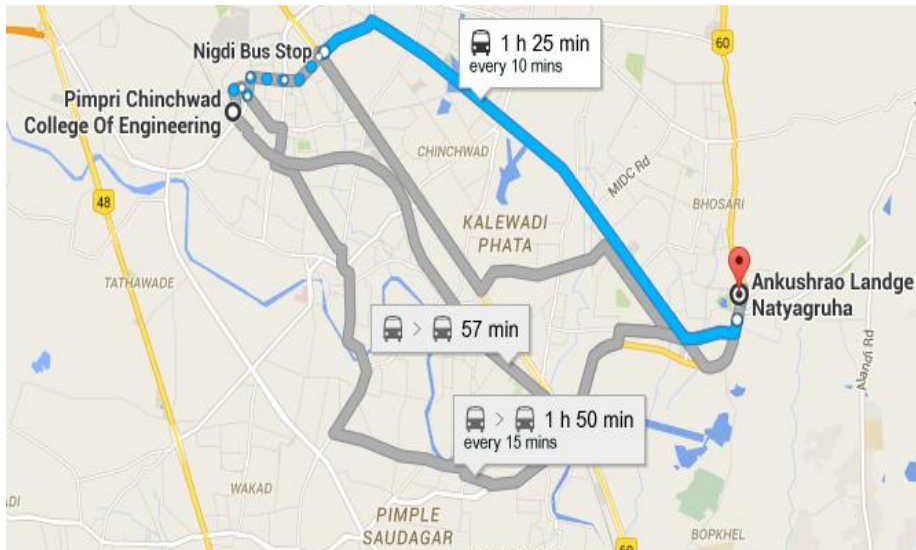 60
1 h 25 min
every 10 mins
Nigdi Bus Stop
Pimpri Chinchwad
College Of Engineering
CHINCHWAD
MIDC Rd
BHOSARI
48
KALEWADI
PHATA
TATHAWADE
Ankushrao Landge
Natyagruha
> 57 min
Alandi Rd
> 1 h 50 min
every 15 mins
WAKAD
PIMPLE
SAUDAGAR
BOPKHEL
60